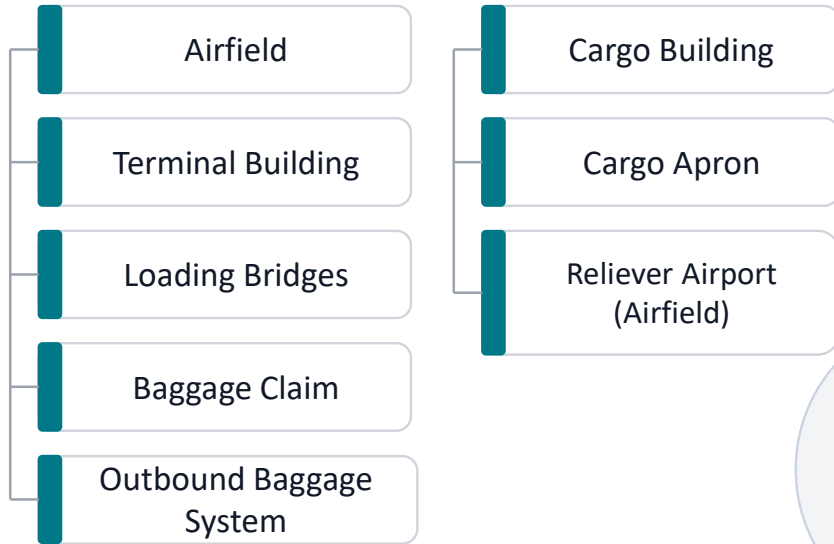 Airfield
Terminal Building
Loading Bridges
Baggage Claim
Outbound Baggage
System
Cargo Building
Cargo Apron
Reliever Airport
(Airfield)